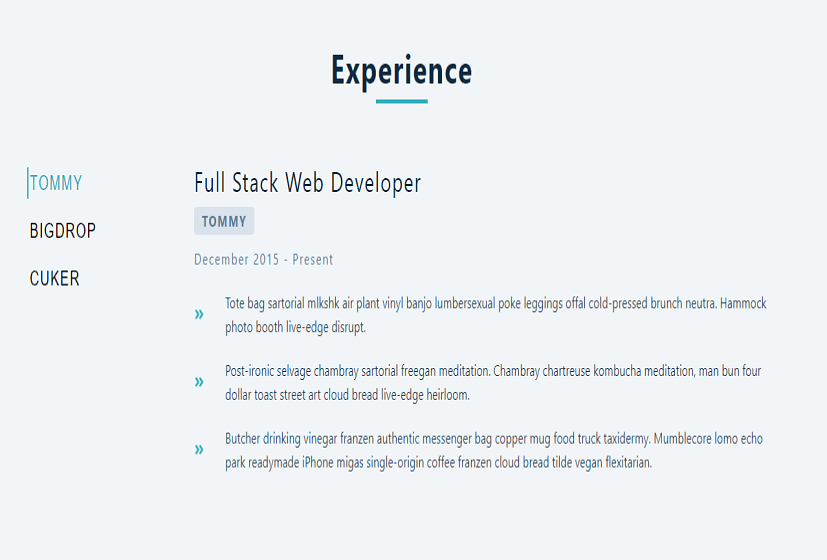 Experience
TOMMY
BIGDROP
CUKER
Full Stack Web Developer
TOMMY
December 2015 - Present
» Tote bag sartorial mlkshk air plant vinyl banjo lumbersexual poke leggings offal cold-pressed brunch neutra. Hammock
photo booth live-edge disrupt.
» Post-ironic selvage chambray sartorial freegan meditation. Chambray chartreuse kombucha meditation, man bun four
dollar toast street art cloud bread live-edge heirloom.
» Butcher drinking vinegar franzen authentic messenger bag copper mug food truck taxidermy. Mumblecore lomo echo
park readymade iPhone migas single-origin coffee franzen cloud bread tilde vegan flexitarian.